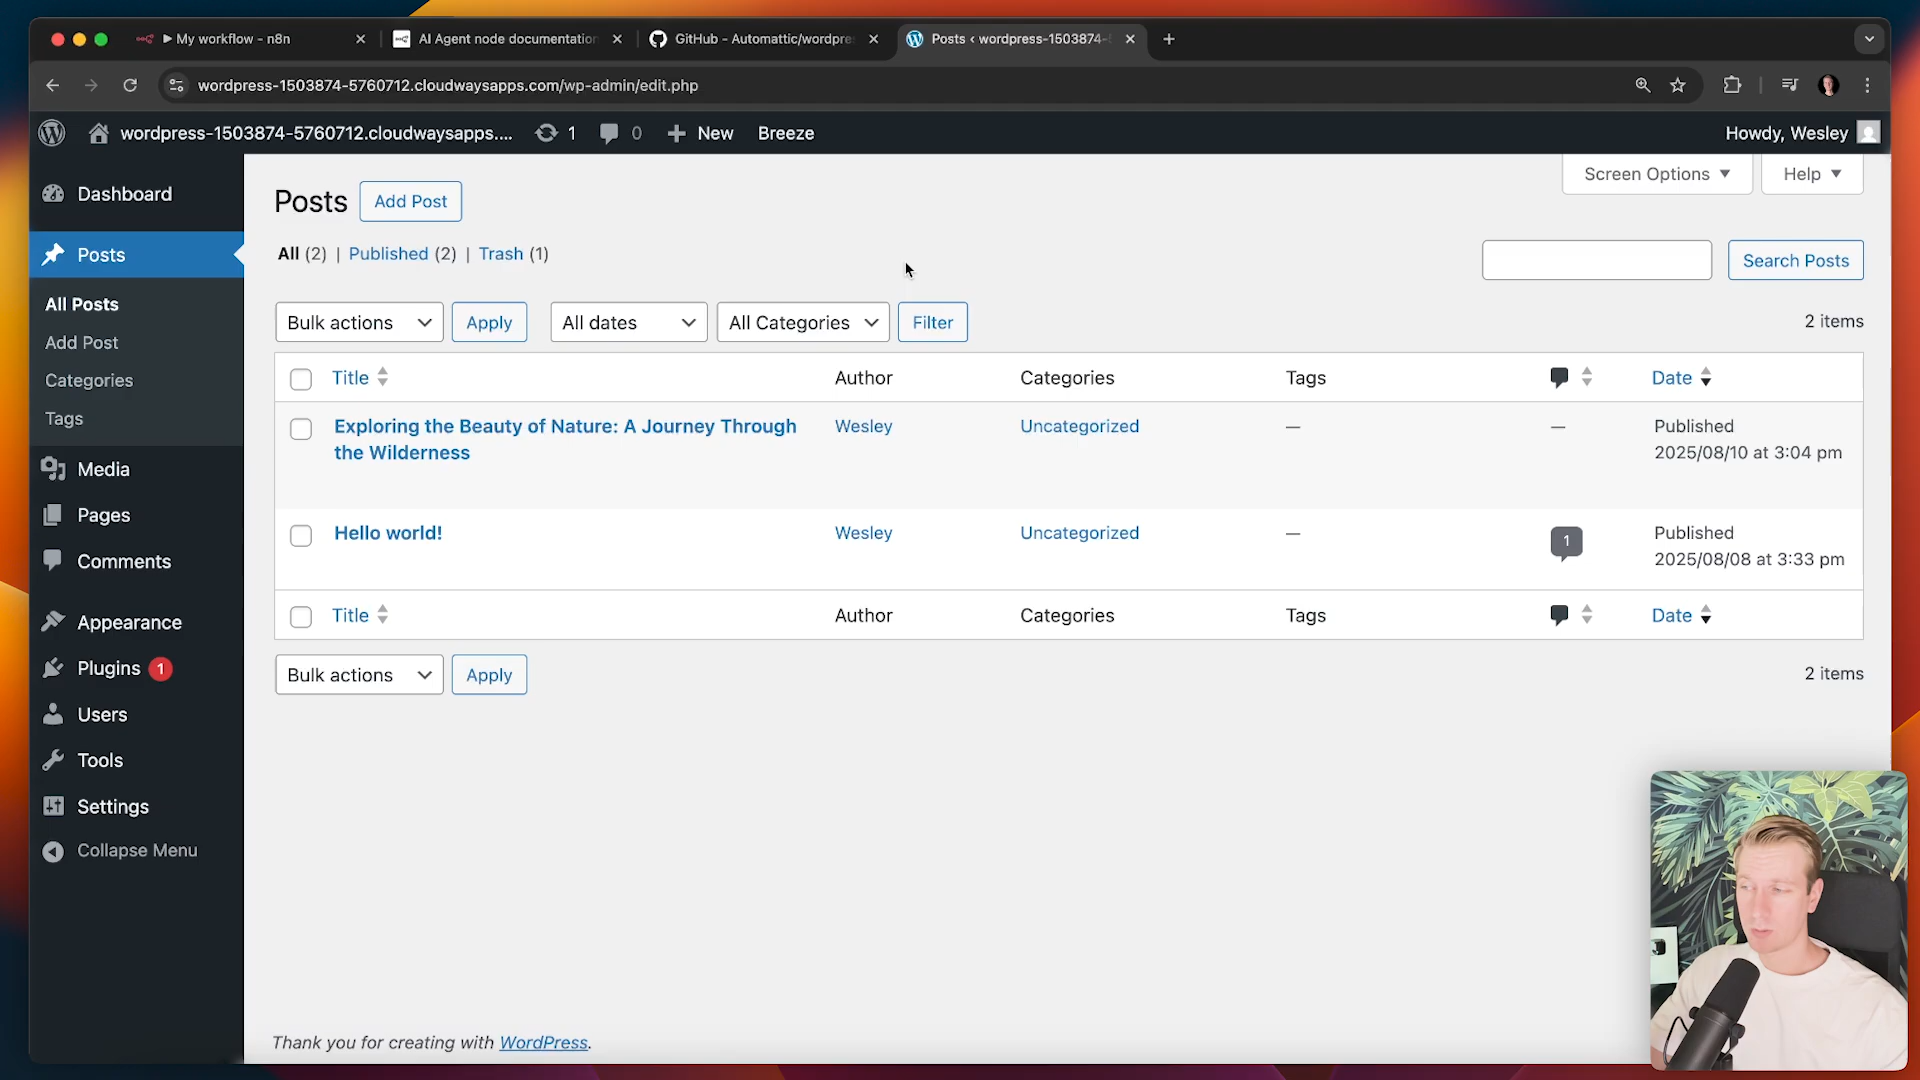 My workflow - n8n
AI Agent node documentation
GitHub - Automattic/wordpre
Posts ‹ wordpress-1503874-
wordpress-1503874-5760712.cloudwaysapps.com/wp-admin/edit.php
wordpress-1503874-5760712.cloudwaysapps....
1
0
New
Breeze
Howdy, Wesley
Dashboard
Posts
All Posts
Add Post
Categories
Tags
Media
Pages
Comments
Appearance
Plugins 1
Users
Tools
Settings
Collapse Menu
Screen Options
Help
Posts
Add Post
All (2) | Published (2) | Trash (1)
Search Posts
Bulk actions
Apply
All dates
All Categories
Filter
2 items
Title
Author
Categories
Tags
Date
Exploring the Beauty of Nature: A Journey Through
the Wilderness
Wesley
Uncategorized
—
—
Published
2025/08/10 at 3:04 pm
Hello world!
Wesley
Uncategorized
—
1
Published
2025/08/08 at 3:33 pm
Title
Author
Categories
Tags
Date
Bulk actions
Apply
2 items
Thank you for creating with WordPress.